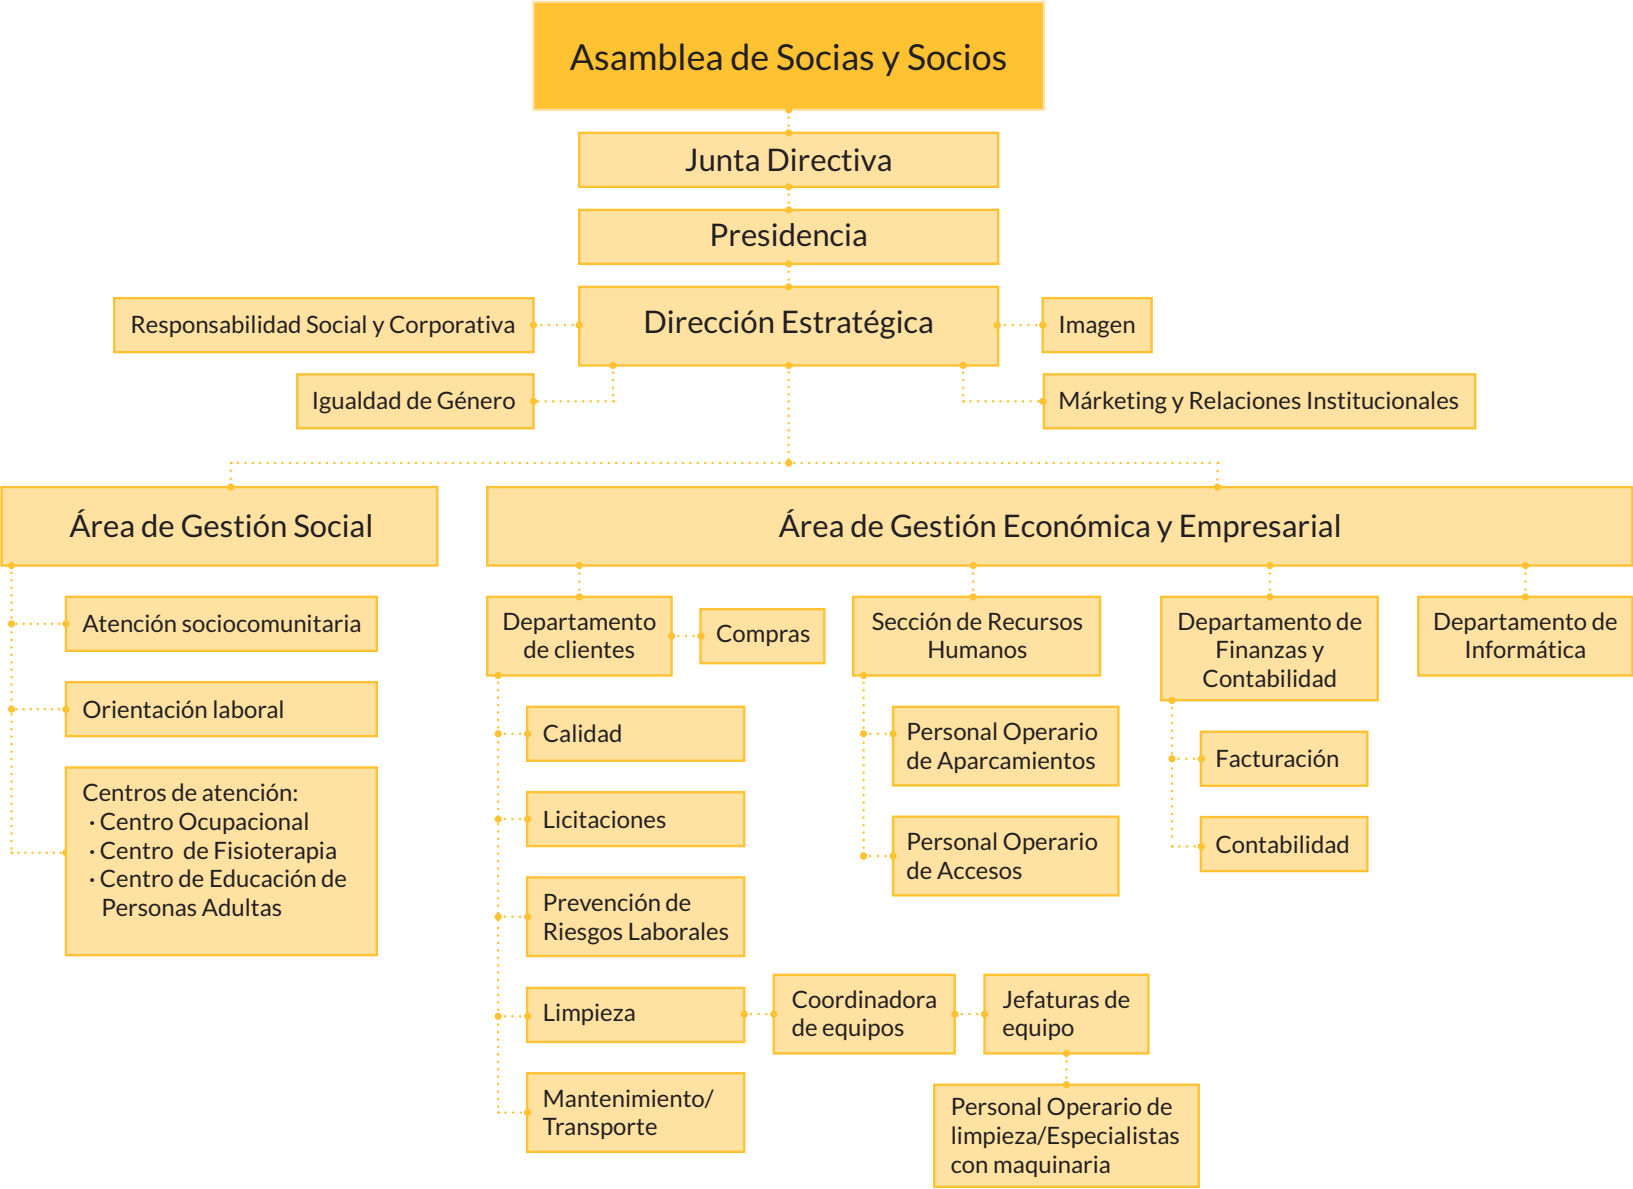 Asamblea de Socias y Socios
Junta Directiva
Presidencia
Dirección Estratégica
Responsabilidad Social y Corporativa
Imagen
Igualdad de Género
Márketing y Relaciones Institucionales
Área de Gestión Social
Área de Gestión Económica y Empresarial
Atención sociocomunitaria
Orientación laboral
Centros de atención:
· Centro Ocupacional
· Centro  de Fisioterapia
· Centro de Educación de
Personas Adultas
Departamento
de clientes
Compras
Calidad
Licitaciones
Prevención de
Riesgos Laborales
Limpieza
Coordinadora
de equipos
Jefaturas de
equipo
Personal Operario de
limpieza/Especialistas
con maquinaria
Mantenimiento/
Transporte
Sección de Recursos
Humanos
Personal Operario
de Aparcamientos
Personal Operario
de Accesos
Departamento de
Finanzas y
Contabilidad
Facturación
Contabilidad
Departamento de
Informática